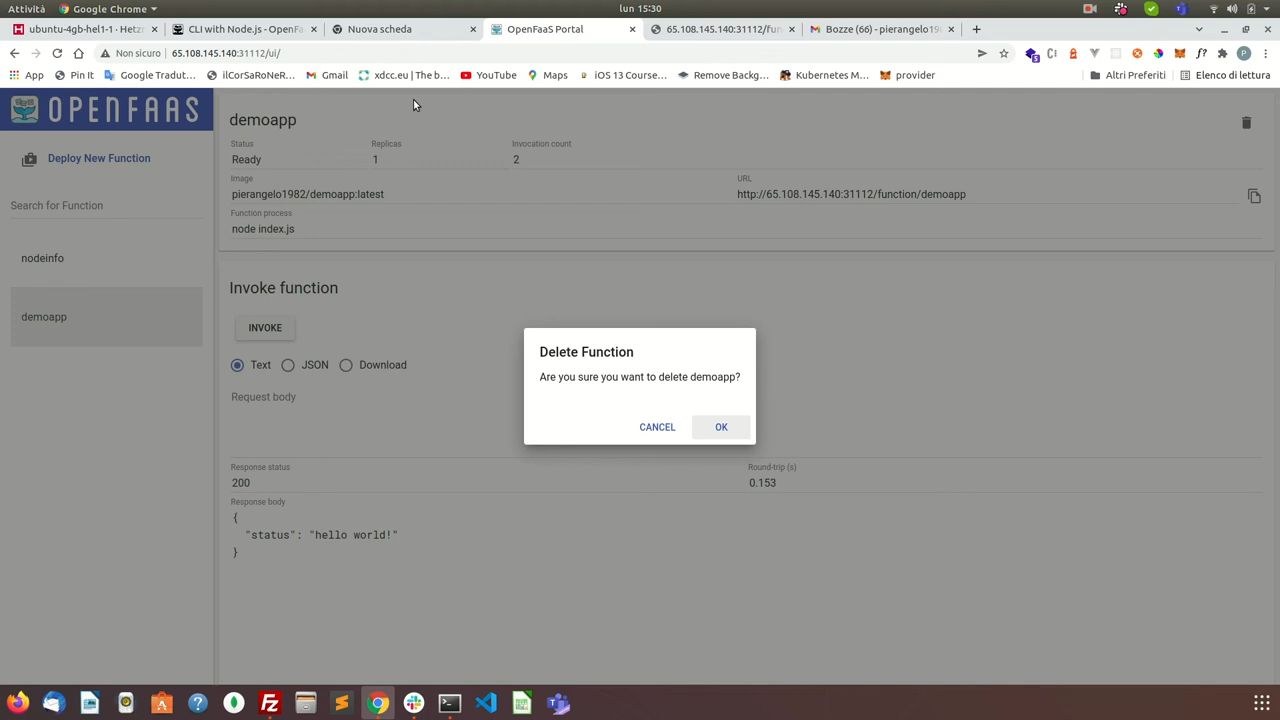 Attività
Google Chrome
lun 15:30
ubuntu-4gb-hel1-1 - Hetz
CLI with Node.js - OpenFaa
Nuova scheda
OpenFaaS Portal
65.108.145.140:31112/fun
Bozze (66) - pierangelo19
Non sicuro
65.108.145.140:31112/ui/
App
Pin It
Google Tradut...
ilCorSaRoNeR...
Gmail
xdcc.eu | The b...
YouTube
Maps
iOS 13 Course...
Remove Backg...
Kubernetes M...
provider
Altri Preferiti
Elenco di lettura
OPENFAAS
Deploy New Function
Search for Function
nodeinfo
demoapp
demoapp
Status
Replicas
Invocation count
Ready
1
2
Image
URL
pierangelo1982/demoapp:latest
http://65.108.145.140:31112/function/demoapp
Function process
node index.js
Invoke function
INVOKE
Text
JSON
Download
Request body
Delete Function
Are you sure you want to delete demoapp?
CANCEL
OK
Response status
Round-trip (s)
200
0.153
Response body
{
"status": "hello world!"
}